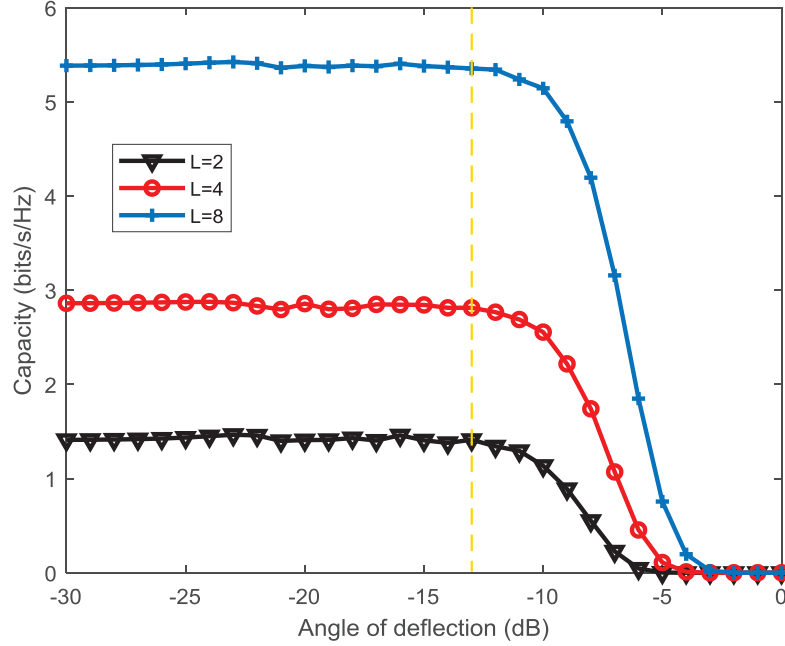 6
5
4
3
2
1
0
Capacity (bits/s/Hz)
L=2
L=4
L=8
-30
-25
-20
-15
-10
-5
0
Angle of deflection (dB)